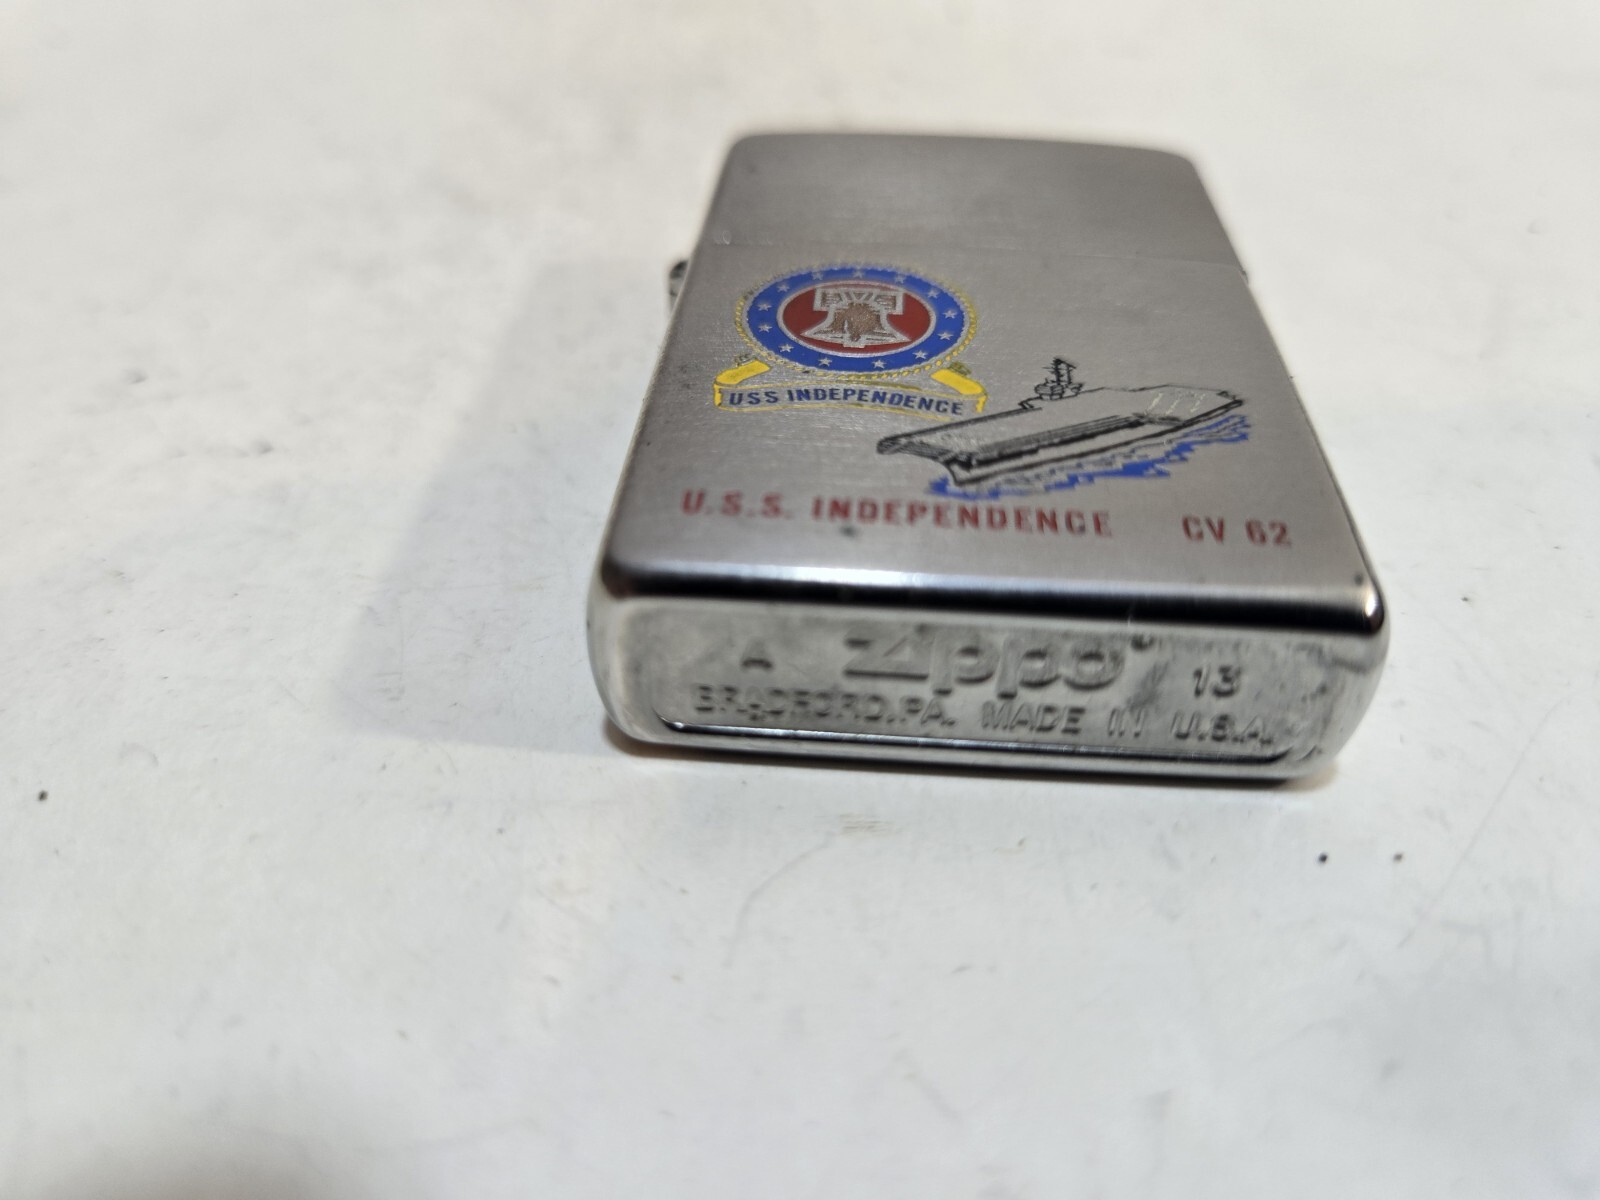 USS INDEPENDENCE
U.S.S. INDEPENDENCE CV 62
A Zippo® 13
BRADFORD, PA. MADE IN U.S.A.